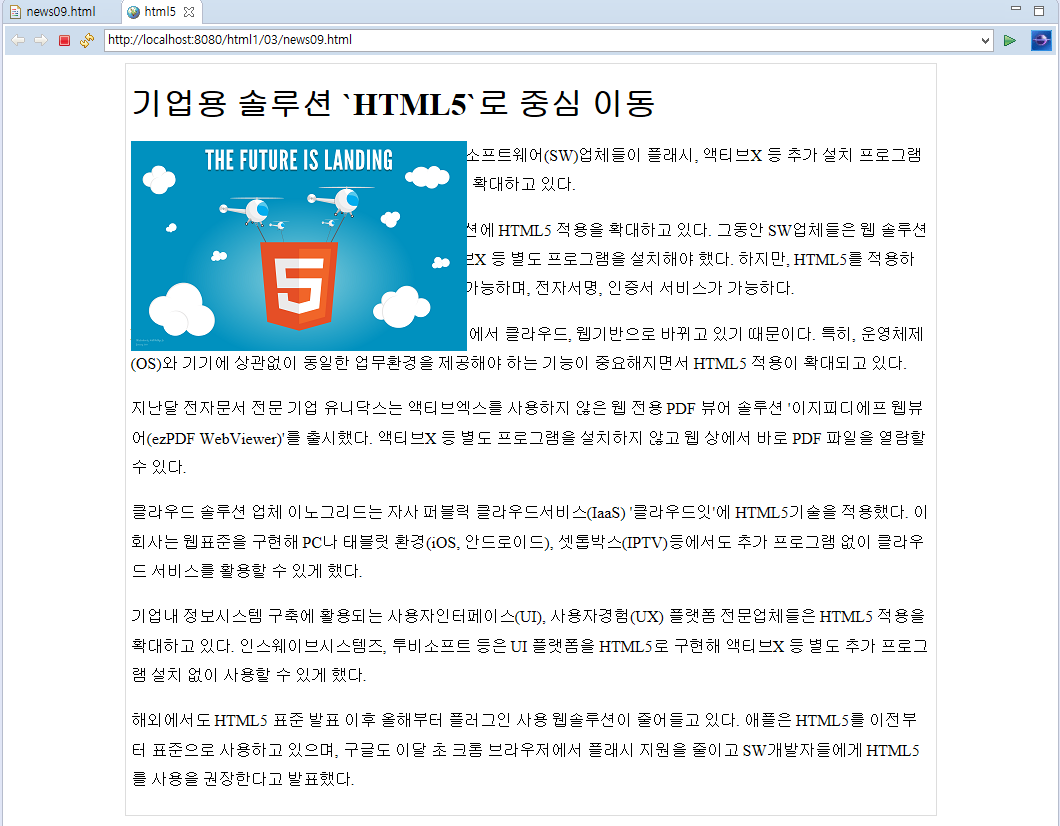 news09.html
html5
http://localhost:8080/html1/03/news09.html
기업용 솔루션 `HTML5`로 중심 이동
THE FUTURE IS LANDING
소프트웨어(SW)업체들이 플래시, 액티브X 등 추가 설치 프로그램
확대하고 있다.
션에 HTML5 적용을 확대하고 있다. 그동안 SW업체들은 웹 솔루션
브X 등 별도 프로그램을 설치해야 했다. 하지만, HTML5를 적용하
가능하며, 전자서명, 인증서 서비스가 가능하다.
에서 클라우드, 웹기반으로 바뀌고 있기 때문이다. 특히, 운영체제
(OS)와 기기에 상관없이 동일한 업무환경을 제공해야 하는 기능이 중요해지면서 HTML5 적용이 확대되고 있다.
지난달 전자문서 전문 기업 유니닥스는 액티브엑스를 사용하지 않은 웹 전용 PDF 뷰어 솔루션 '이지피디에프 웹뷰
어(ezPDF WebViewer)'를 출시했다. 액티브X 등 별도 프로그램을 설치하지 않고 웹 상에서 바로 PDF 파일을 열람할
수 있다.
클라우드 솔루션 업체 이노그리드는 자사 퍼블릭 클라우드서비스(IaaS) '클라우드잇'에 HTML5기술을 적용했다. 이
회사는 웹표준을 구현해 PC나 태블릿 환경(iOS, 안드로이드), 셋톱박스(IPTV)등에서도 추가 프로그램 없이 클라우
드 서비스를 활용할 수 있게 했다.
기업내 정보시스템 구축에 활용되는 사용자인터페이스(UI), 사용자경험(UX) 플랫폼 전문업체들은 HTML5 적용을
확대하고 있다. 인스웨이브시스템즈, 투비소프트 등은 UI 플랫폼을 HTML5로 구현해 액티브X 등 별도 추가 프로그
램 설치 없이 사용할 수 있게 했다.
해외에서도 HTML5 표준 발표 이후 올해부터 플러그인 사용 웹솔루션이 줄어들고 있다. 애플은 HTML5를 이전부
터 표준으로 사용하고 있으며, 구글도 이달 초 크롬 브라우저에서 플래시 지원을 줄이고 SW개발자들에게 HTML5
를 사용을 권장한다고 발표했다.